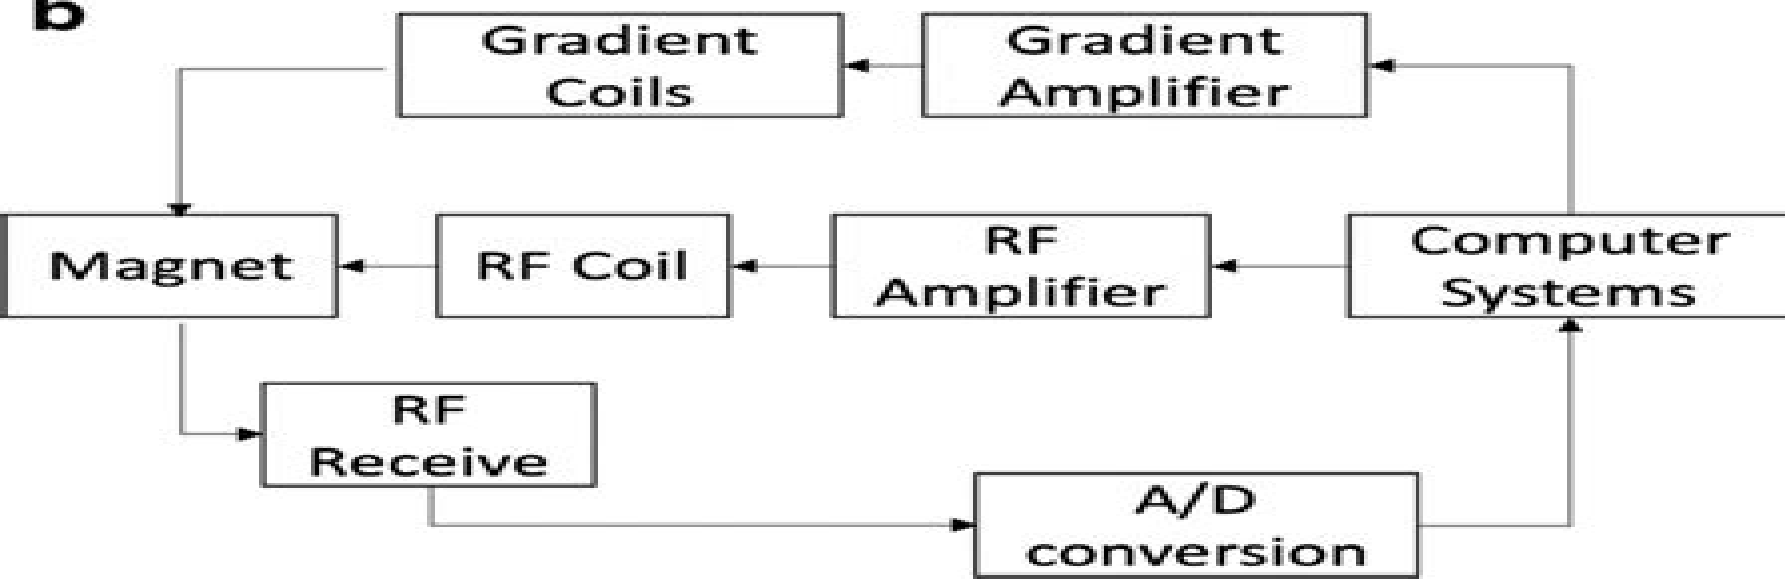 b
Gradient
Coils
Gradient
Amplifier
Magnet
RF Coil
RF
Amplifier
Computer
Systems
RF
Receive
A/D
conversion